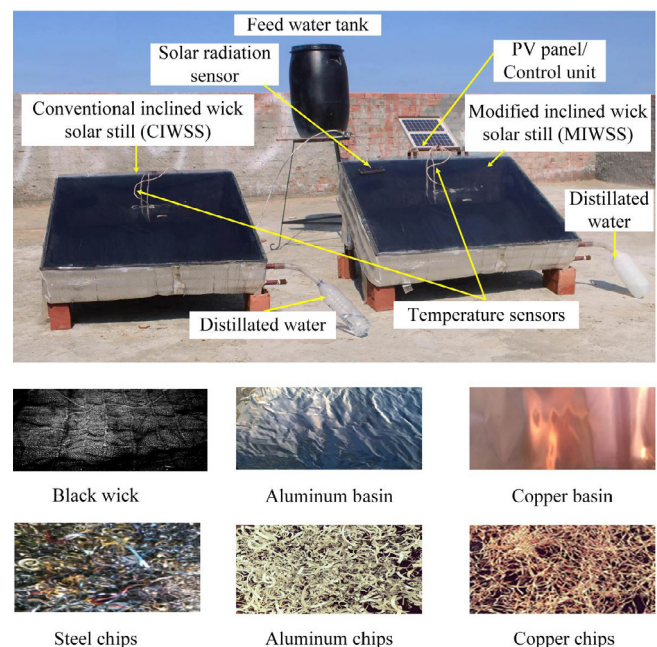 Feed water tank
Solar radiation
sensor
PV panel/
Control unit
Conventional inclined wick
solar still (CIWSS)
Modified inclined wick
solar still (MIWSS)
Distillated
water
Distillated water
Temperature sensors
Black wick
Aluminum basin
Copper basin
Steel chips
Aluminum chips
Copper chips